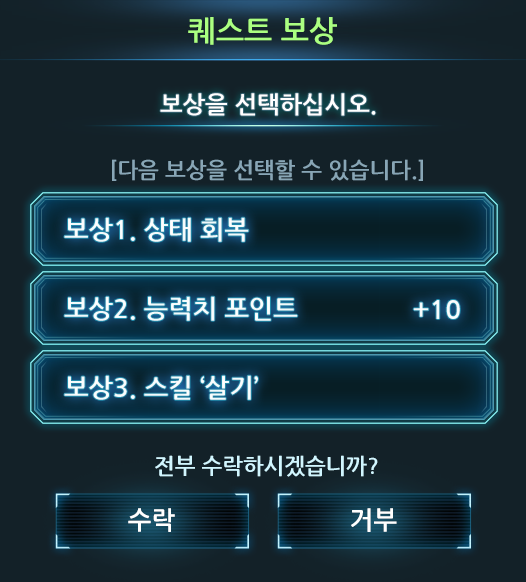 퀘스트 보상
보상을 선택하십시오.
[다음 보상을 선택할 수 있습니다.]
보상1. 상태 회복
보상2. 능력치 포인트 +10
보상3. 스킬 ‘살기’
전부 수락하시겠습니까?
수락 거부